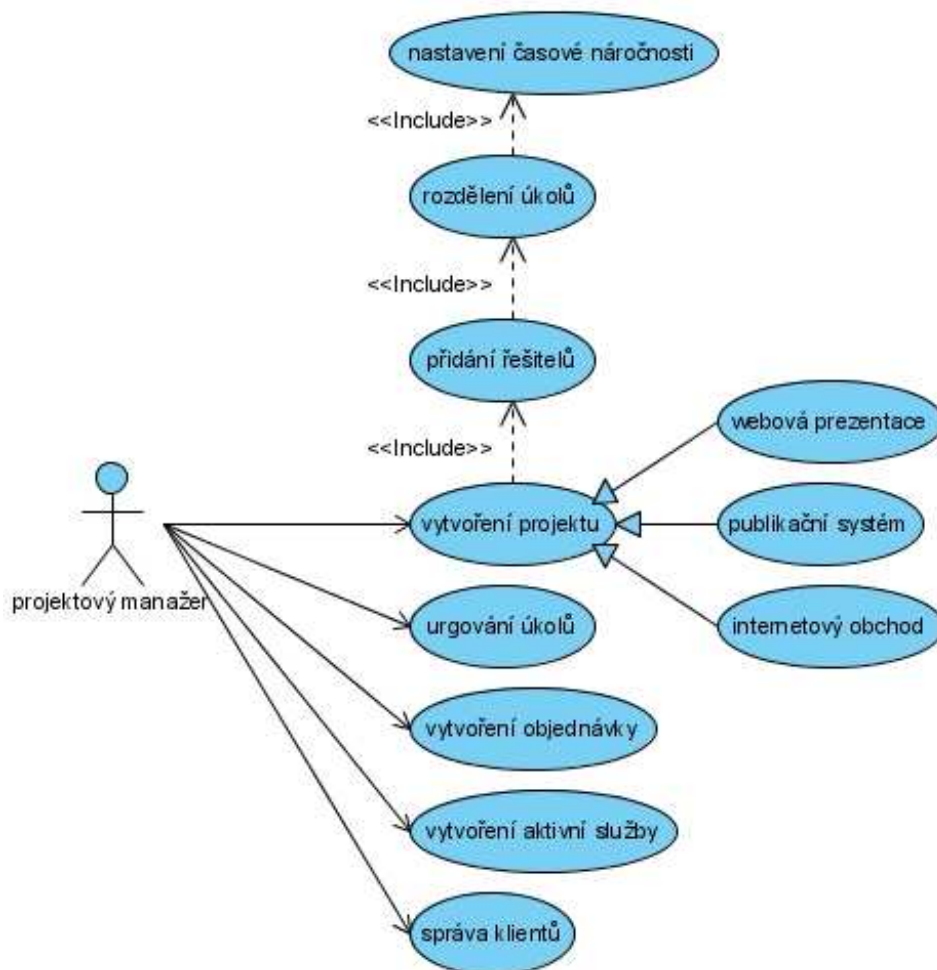 nastavení časové náročnosti
<<Include>>
rozdělení úkolů
<<Include>>
přidání řešitelů
<<Include>>
webová prezentace
vytvoření projektu
publikační systém
projektový manažer
urgování úkolů
internetový obchod
vytvoření objednávky
vytvoření aktivní služby
správa klientů